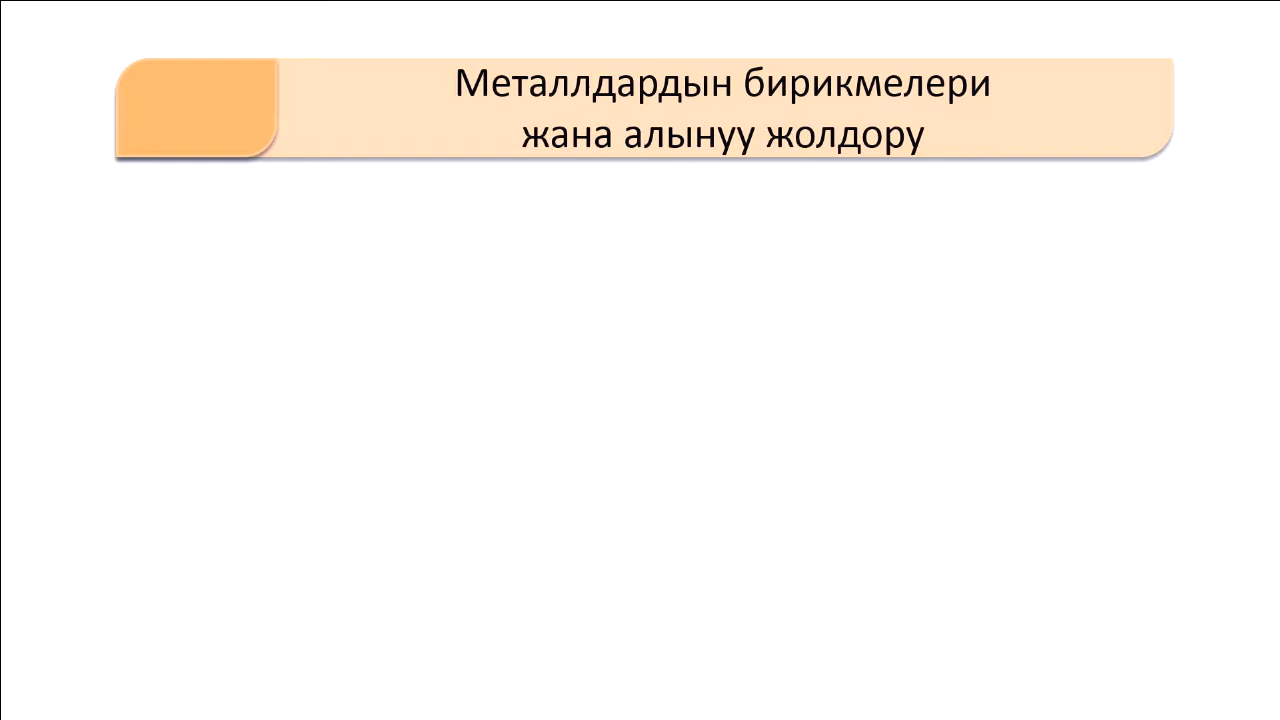 Металлдардын бирикмелери
жана алынуу жолдору